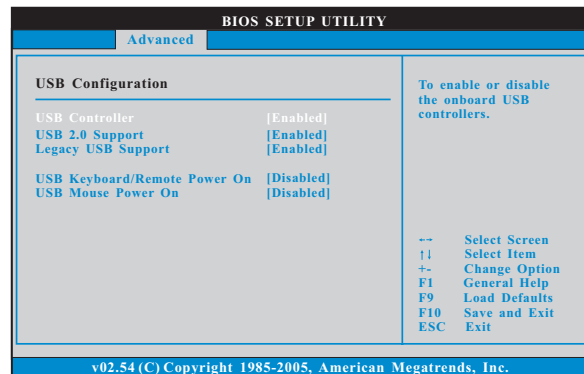 BIOS SETUP UTILITY
Advanced
USB Configuration
USB Controller [Enabled]
USB 2.0 Support [Enabled]
Legacy USB Support [Enabled]
USB Keyboard/Remote Power On [Disabled]
USB Mouse Power On [Disabled]
To enable or disable
the onboard USB
controllers.
←→ Select Screen
↑↓ Select Item
+- Change Option
F1 General Help
F9 Load Defaults
F10 Save and Exit
ESC Exit
v02.54 (C) Copyright 1985-2005, American Megatrends, Inc.